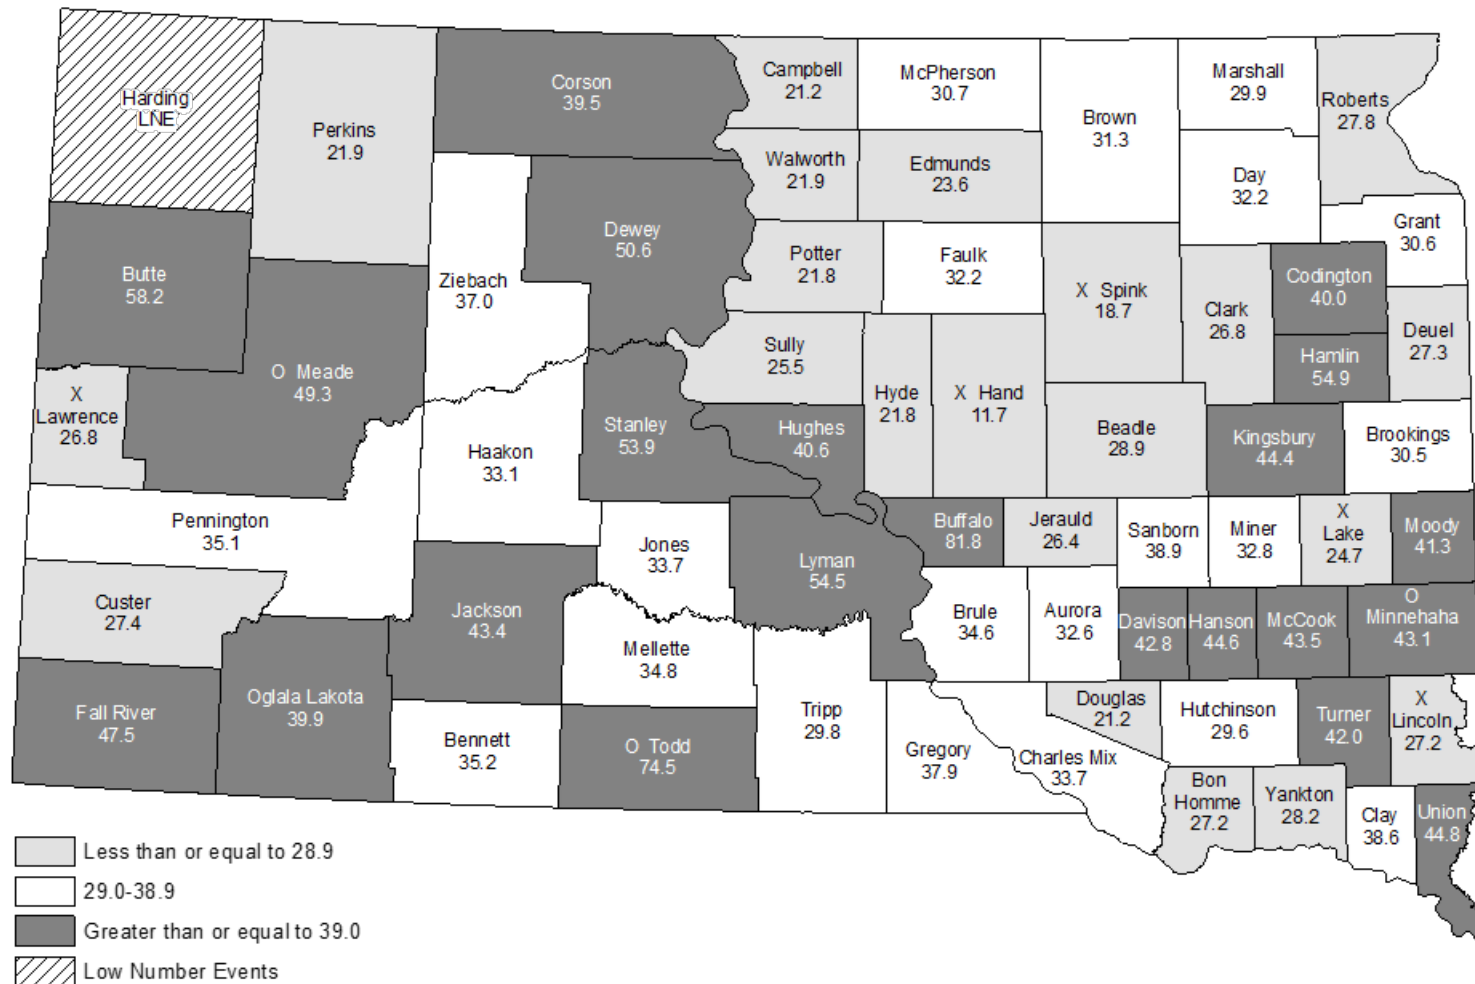 Harding
LNE
Perkins
21.9
Corson
39.5
Campbell
21.2
McPherson
30.7
Brown
31.3
Marshall
29.9
Roberts
27.8
Walworth
21.9
Edmunds
23.6
Day
32.2
Grant
30.6
Butte
58.2
Ziebach
37.0
Dewey
50.6
Potter
21.8
Faulk
32.2
X Spink
18.7
Clark
26.8
Codington
40.0
Deuel
27.3
Hamlin
54.9
O Meade
49.3
X
Lawrence
26.8
Haakon
33.1
Stanley
53.9
Sully
25.5
Hughes
40.6
Hyde
21.8
X Hand
11.7
Beadle
28.9
Kingsbury
44.4
Brookings
30.5
Pennington
35.1
Jones
33.7
Lyman
54.5
Buffalo
81.8
Jerauld
26.4
Sanborn
38.9
Miner
32.8
X
Lake
24.7
Moody
41.3
Custer
27.4
Jackson
43.4
Mellette
34.8
Brule
34.6
Aurora
32.6
Davison
42.8
Hanson
44.6
McCook
43.5
O
Minnehaha
43.1
Fall River
47.5
Oglala Lakota
39.9
Bennett
35.2
O Todd
74.5
Tripp
29.8
Gregory
37.9
Charles Mix
33.7
Douglas
21.2
Hutchinson
29.6
Turner
42.0
X
Lincoln
27.2
Bon
Homme
27.2
Yankton
28.2
Clay
38.6
Union
44.8
Less than or equal to 28.9
29.0-38.9
Greater than or equal to 39.0
Low Number Events